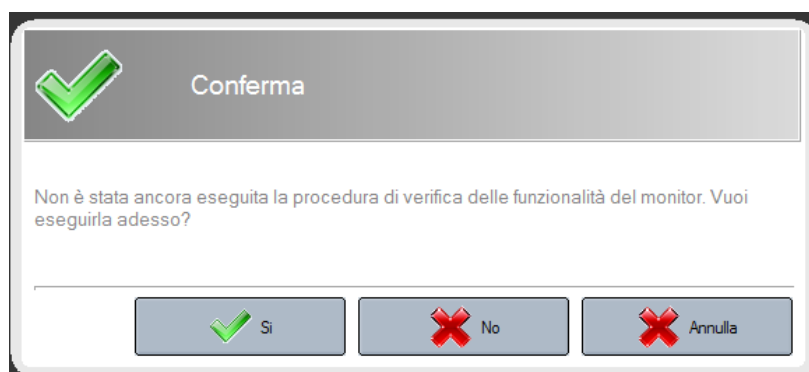 Conferma
Non è stata ancora eseguita la procedura di verifica delle funzionalità del monitor. Vuoi
eseguirla adesso?
Si
No
Annulla